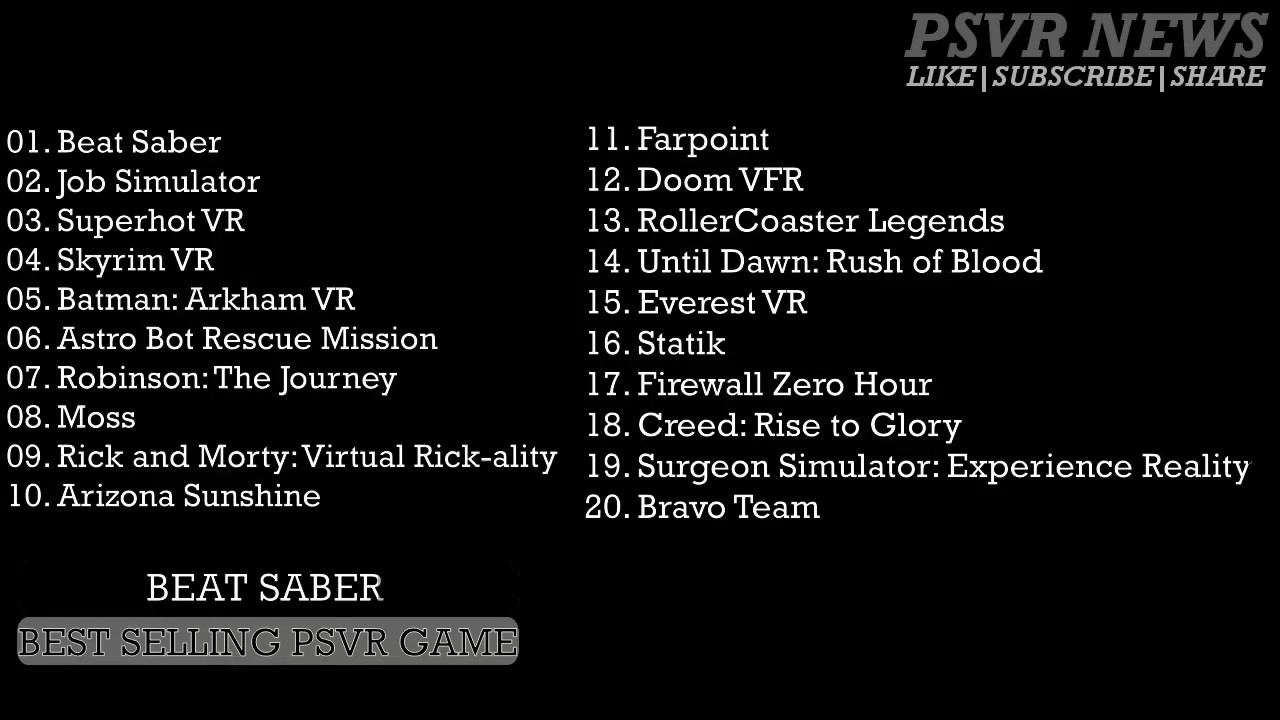 PSVR NEWS
LIKE|SUBSCRIBE|SHARE
01. Beat Saber
02. Job Simulator
03. Superhot VR
04. Skyrim VR
05. Batman: Arkham VR
06. Astro Bot Rescue Mission
07. Robinson: The Journey
08. Moss
09. Rick and Morty: Virtual Rick-ality
10. Arizona Sunshine
11. Farpoint
12. Doom VFR
13. RollerCoaster Legends
14. Until Dawn: Rush of Blood
15. Everest VR
16. Statik
17. Firewall Zero Hour
18. Creed: Rise to Glory
19. Surgeon Simulator: Experience Reality
20. Bravo Team
BEAT SABER
BEST SELLING PSVR GAME